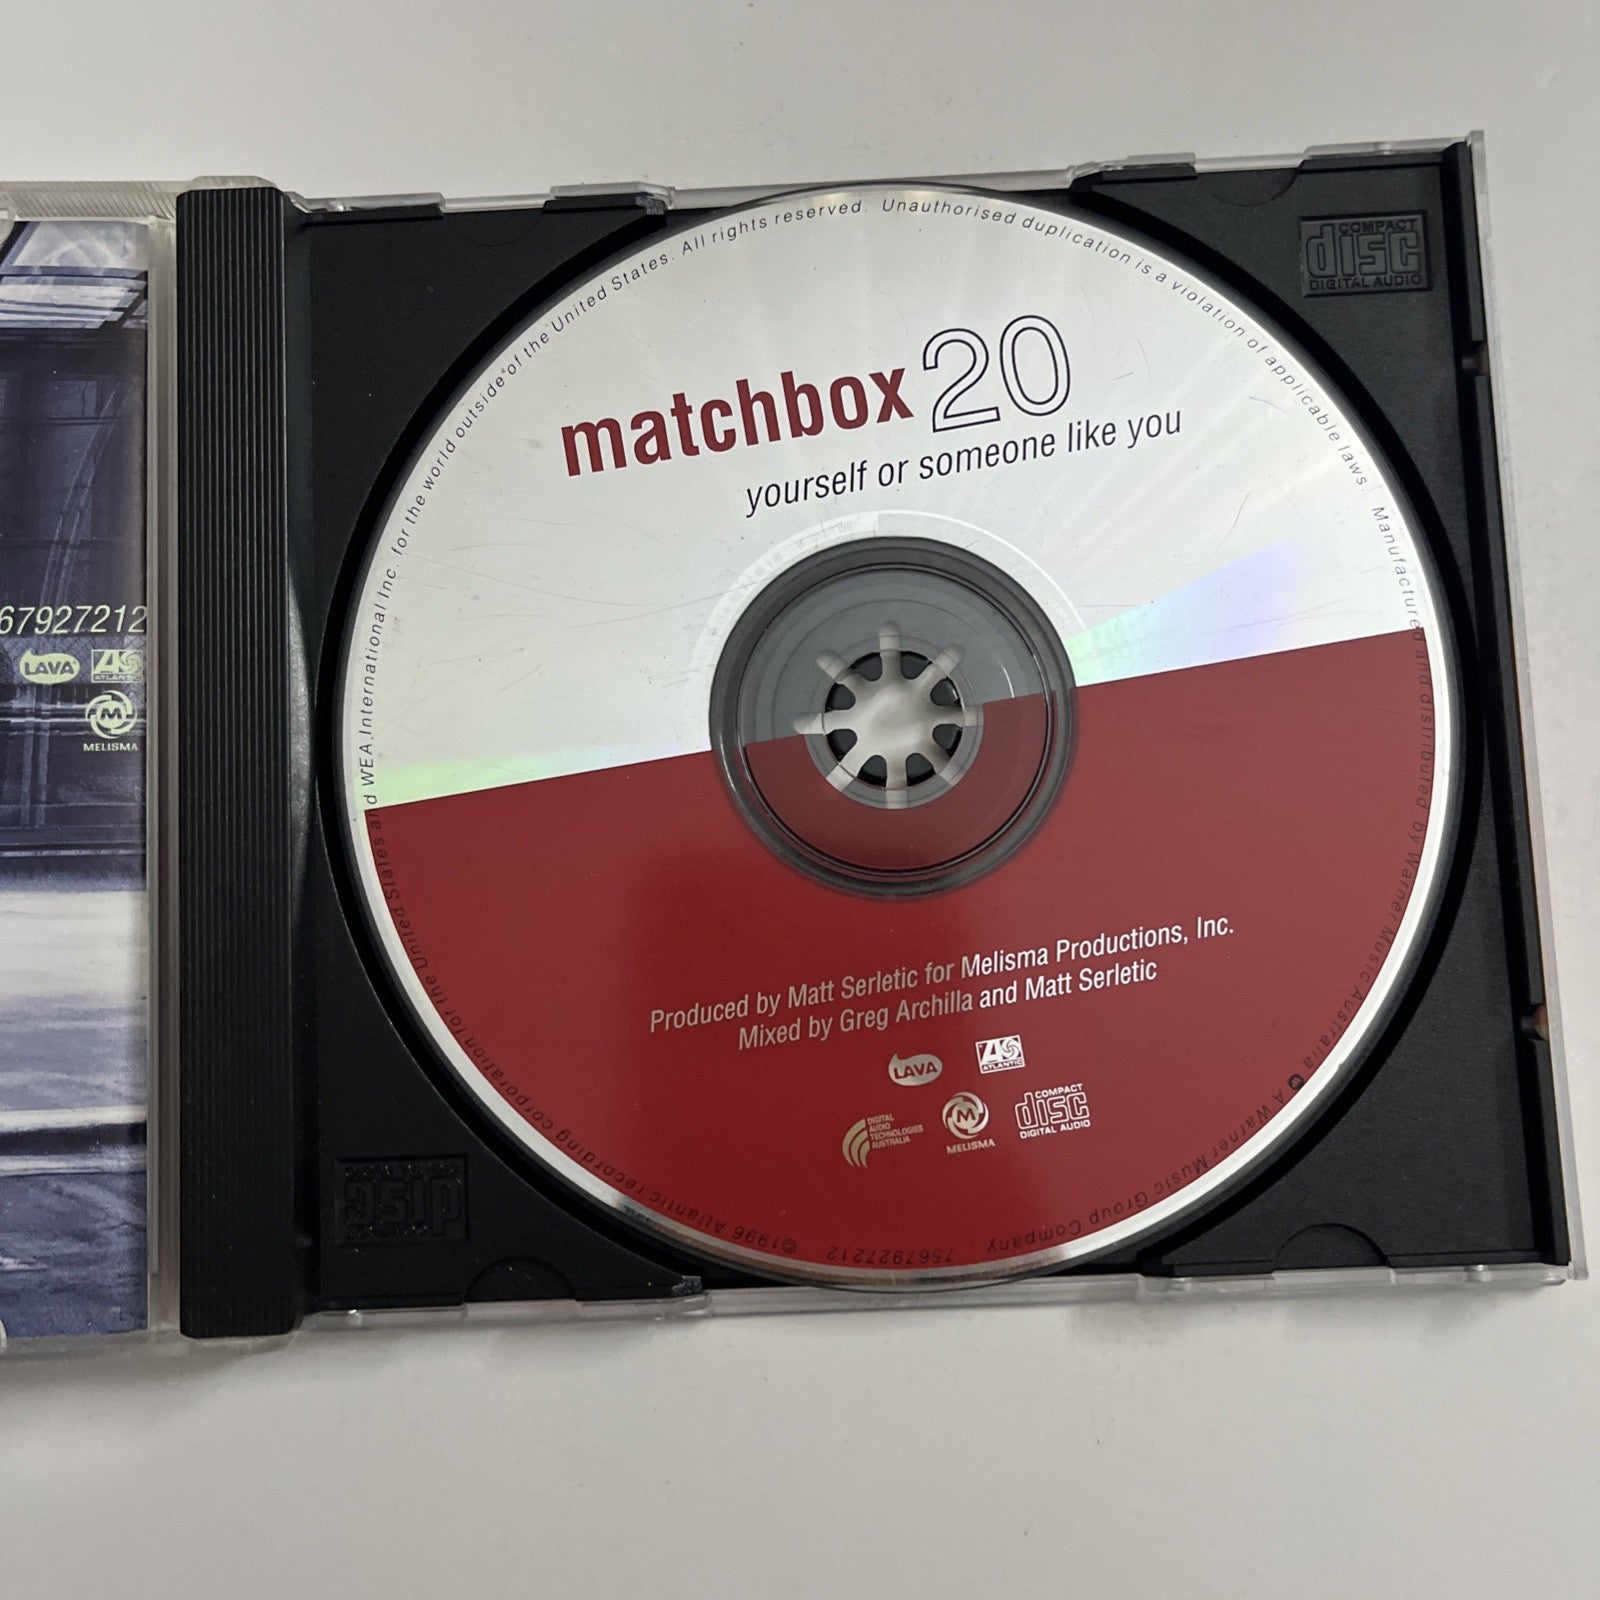 67927212
LAVA
ATLANTIC
M
MELISMA
COMPACT
disc
DIGITAL AUDIO
matchbox 20
yourself or someone like you
Produced by Matt Serletic for Melisma Productions, Inc.
Mixed by Greg Archilla and Matt Serletic
LAVA
ATLANTIC
DIGITAL
AUDIO
TECHNOLOGIES
AUSTRALIA
M
MELISMA
COMPACT
disc
DIGITAL AUDIO
©1996 Atlantic recording corporation for the United States and WEA International Inc. for the world outside of the United States. All rights reserved. Unauthorised duplication is a violation of applicable laws. Manufactured and distributed by Warner Music Australia A Warner Music Group Company 7567927212
disc